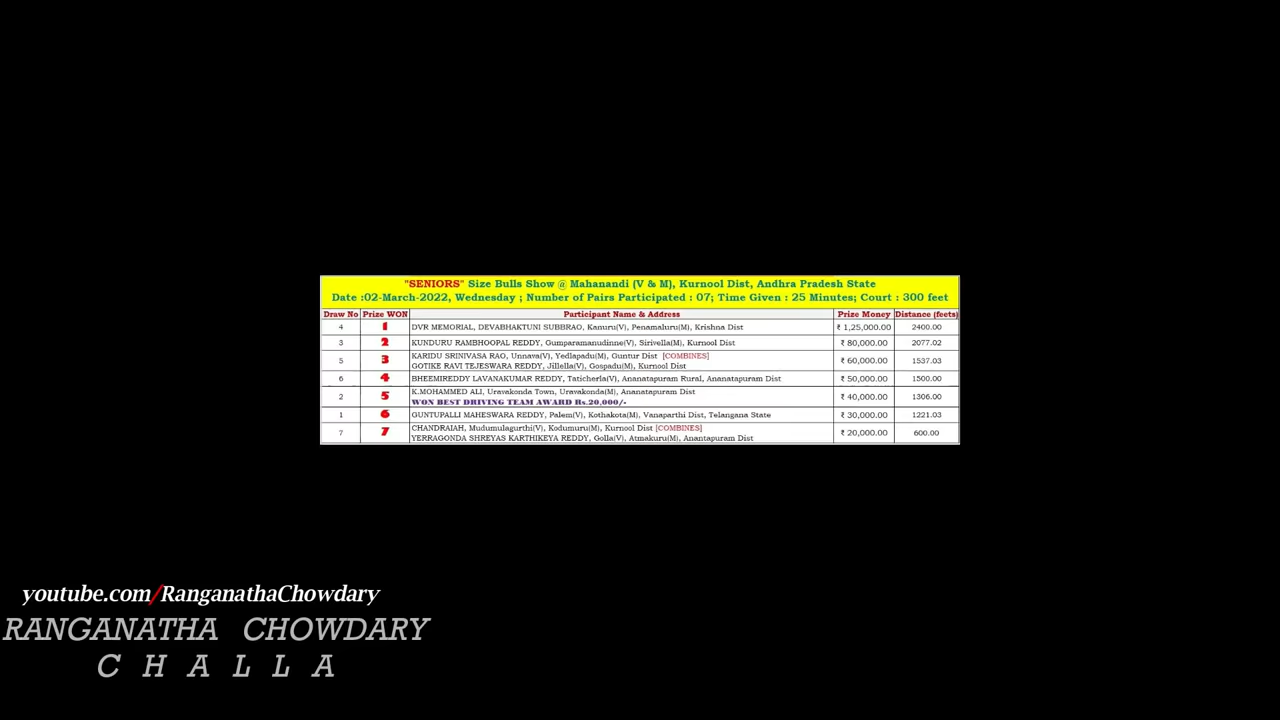 "SENIORS" Size Bulls Show @ Mahanandi (V & M), Kurnool Dist, Andhra Pradesh State
Date :02-March-2022, Wednesday ; Number of Pairs Participated : 07; Time Given : 25 Minutes; Court : 300 feet
Draw No Prize WON Participant Name & Address Prize Money Distance (feets)
4 1 DVR MEMORIAL, DEVABHAKTUNI SUBBRAO, Kanuru(V), Penamaluru(M), Krishna Dist ₹ 1,25,000.00 2400.00
3 2 KUNDURU RAMBHOOPAL REDDY, Gumparamanudinne(V), Sirivella(M), Kurnool Dist ₹ 80,000.00 2077.02
5 3 KARIDU SRINIVASA RAO, Unnava(V), Yedlapadu(M), Guntur Dist [COMBINES] ₹ 60,000.00 1537.03
GOTIKE RAVI TEJESWARA REDDY, Jillella(V), Gospadu(M), Kurnool Dist
6 4 BHEEMIREDDY LAVANAKUMAR REDDY, Taticherla(V), Ananatapuram Rural, Ananatapuram Dist ₹ 50,000.00 1500.00
2 5 K.MOHAMMED ALI, Uravakonda Town, Uravakonda(M), Ananatapuram Dist ₹ 40,000.00 1306.00
WON BEST DRIVING TEAM AWARD Rs.20,000/-
1 6 GUNTUPALLI MAHESWARA REDDY, Palem(V), Kothakota(M), Vanaparthi Dist, Telangana State ₹ 30,000.00 1221.03
7 7 CHANDRAIAH, Mudumulagurthi(V), Kodumuru(M), Kurnool Dist [COMBINES] ₹ 20,000.00 600.00
YERRAGONDA SHREYAS KARTHIKEYA REDDY, Golla(V), Atmakuru(M), Anantapuram Dist
youtube.com/RanganathaChowdary
RANGANATHA CHOWDARY
C H A L L A